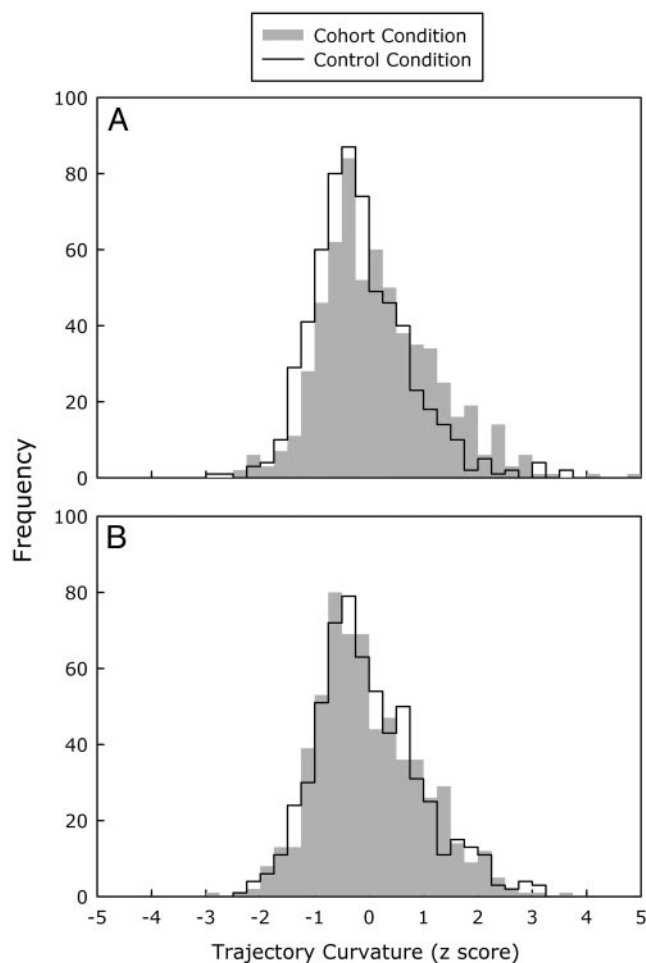 Cohort Condition
Control Condition
A
100
80
60
40
20
0
B
100
80
60
40
20
0
Frequency
-5 -4 -3 -2 -1 0 1 2 3 4 5
Trajectory Curvature (z score)